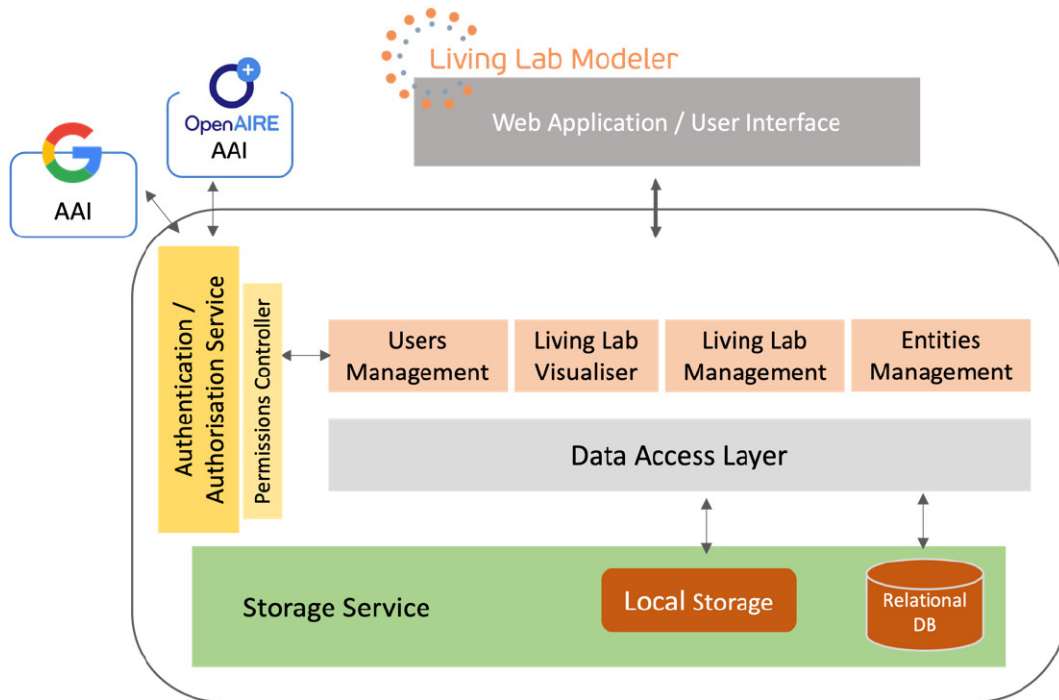 Living Lab Modeler
Web Application / User Interface
OpenAIRE
AAI
AAI
Authentication /
Authorisation Service
Permissions Controller
Users
Management
Living Lab
Visualiser
Living Lab
Management
Entities
Management
Data Access Layer
Storage Service
Local Storage
Relational
DB